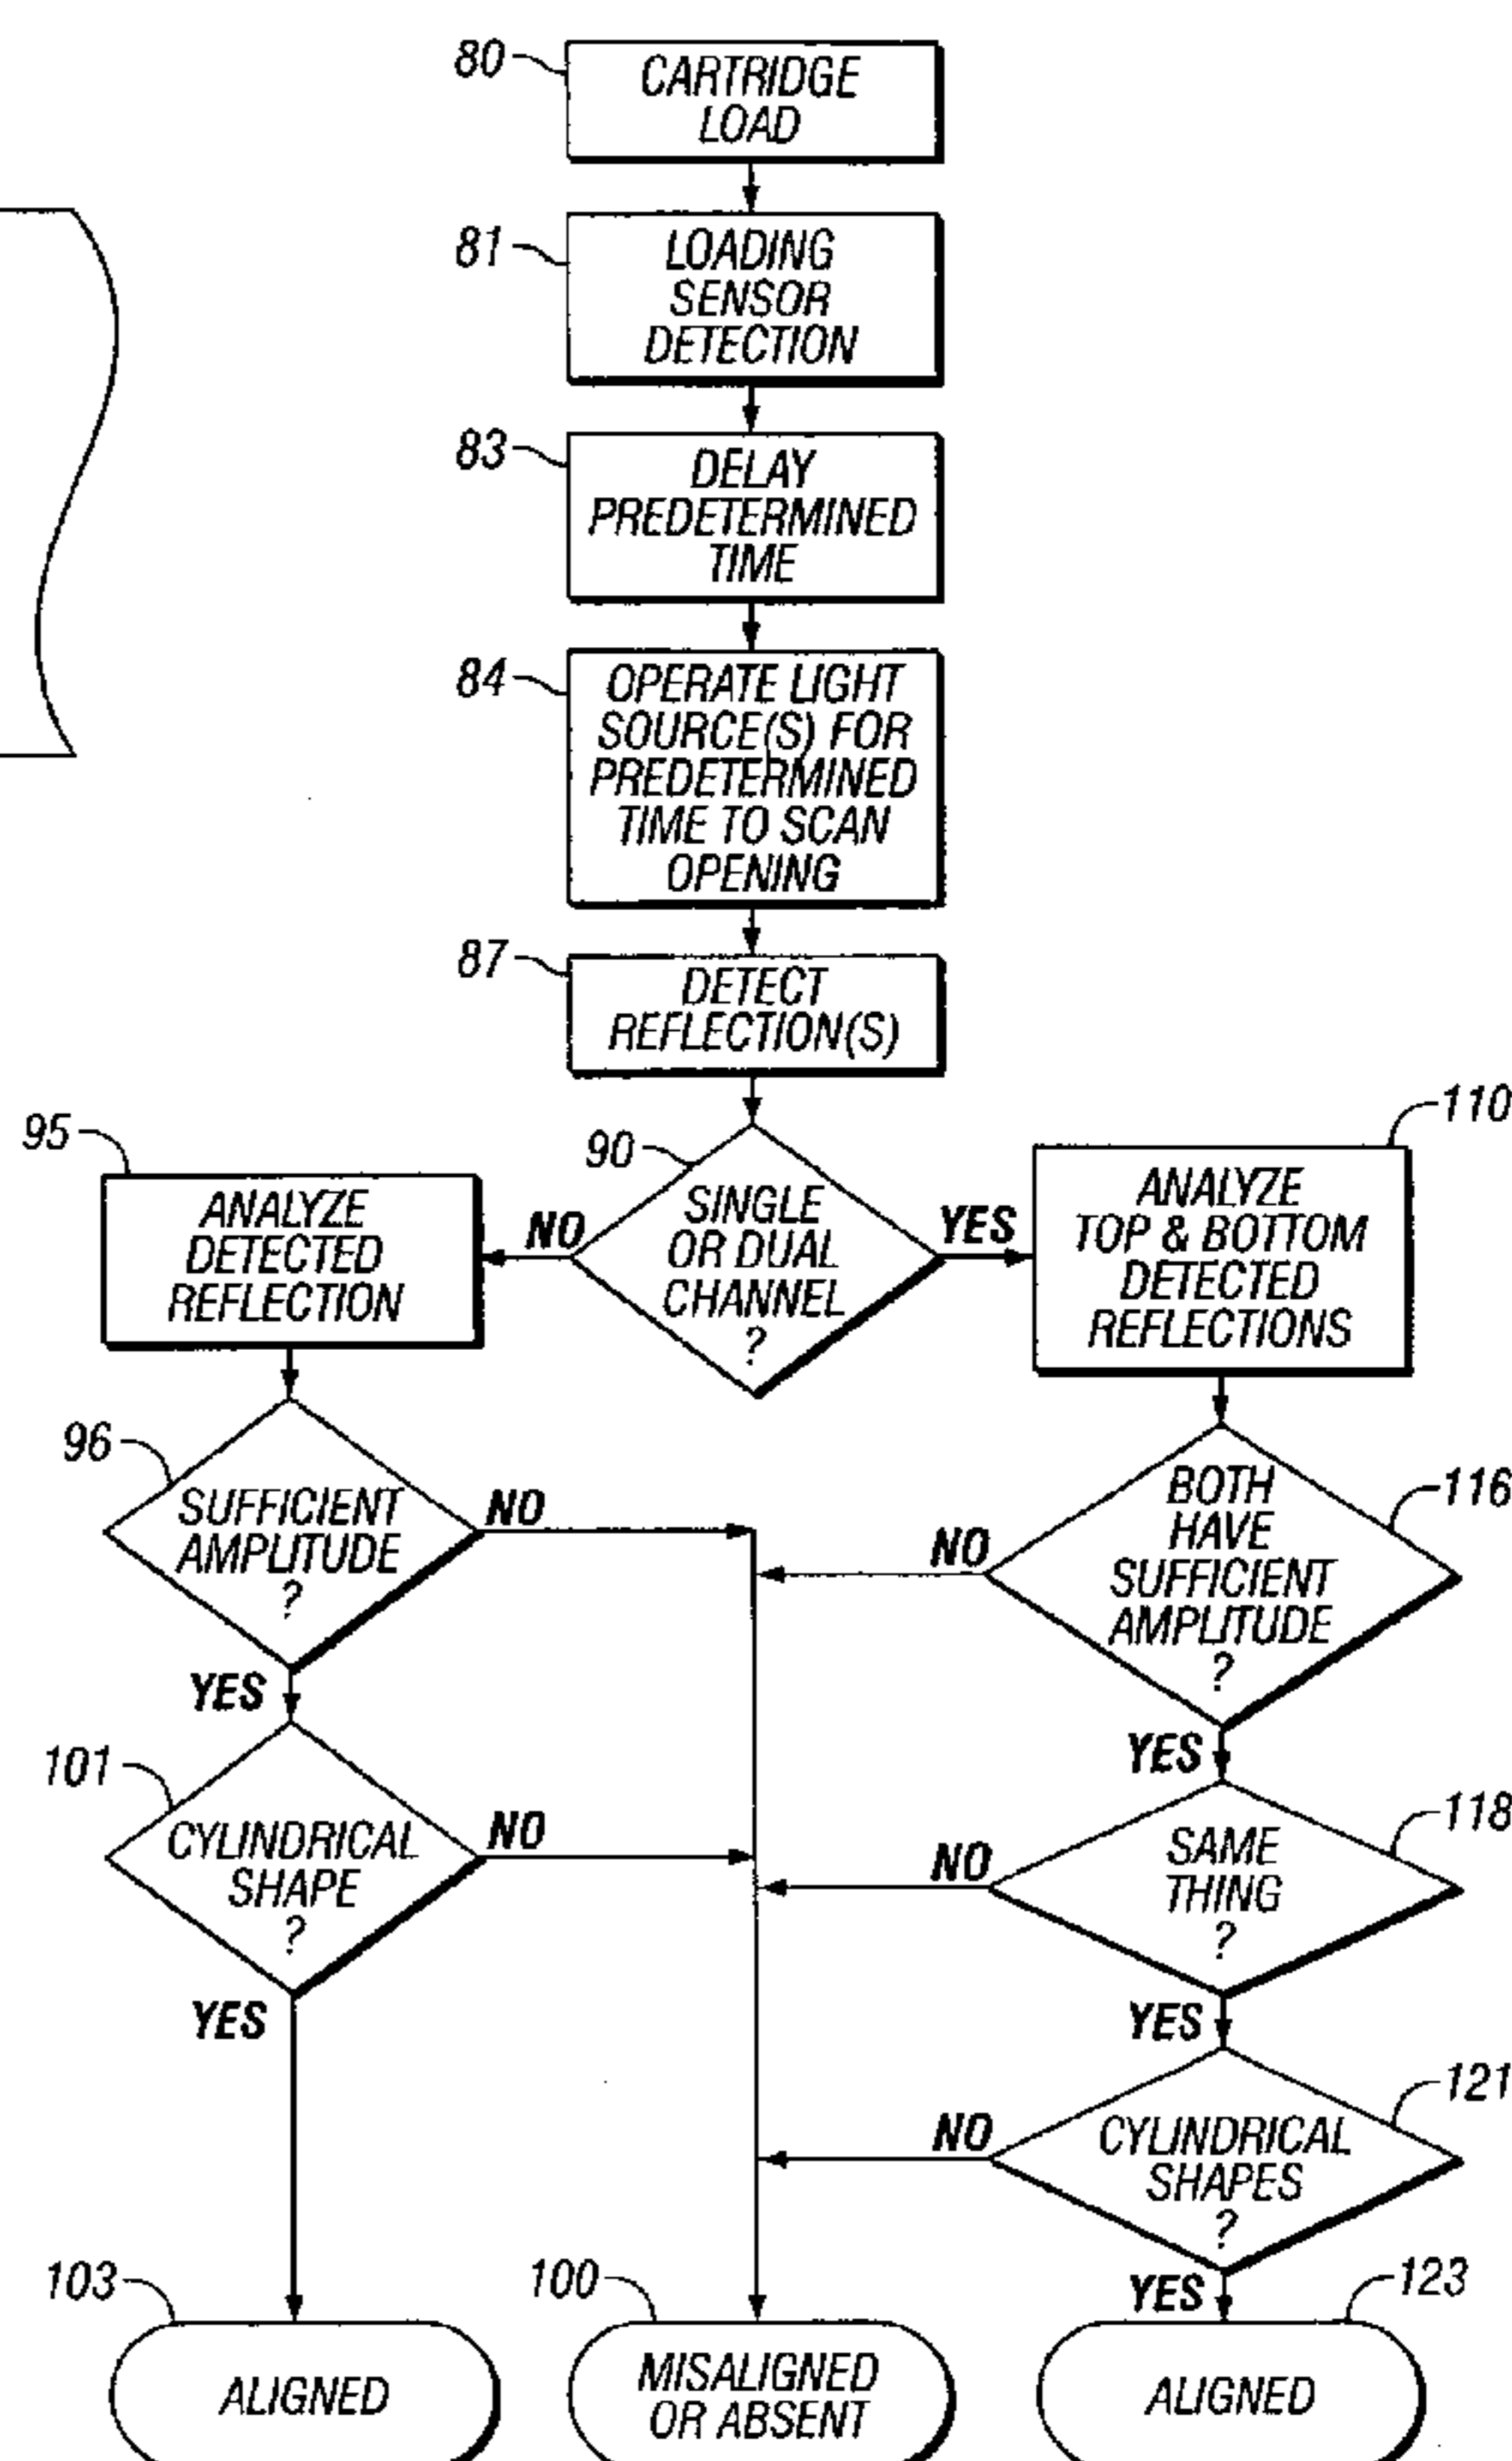 80
CARTRIDGE
LOAD
81
LOADING
SENSOR
DETECTION
83
DELAY
PREDETERMINED
TIME
84
OPERATE LIGHT
SOURCE(S) FOR
PREDETERMINED
TIME TO SCAN
OPENING
87
DETECT
REFLECTION(S)
90
SINGLE
OR DUAL
CHANNEL
?
NO
YES
95
ANALYZE
DETECTED
REFLECTION
110
ANALYZE
TOP & BOTTOM
DETECTED
REFLECTIONS
96
SUFFICIENT
AMPLITUDE
?
NO
YES
116
BOTH
HAVE
SUFFICIENT
AMPLITUDE
?
NO
YES
101
CYLINDRICAL
SHAPE
?
NO
YES
118
SAME
THING
?
NO
YES
121
CYLINDRICAL
SHAPES
?
NO
YES
103
ALIGNED
100
MISALIGNED
OR ABSENT
123
ALIGNED